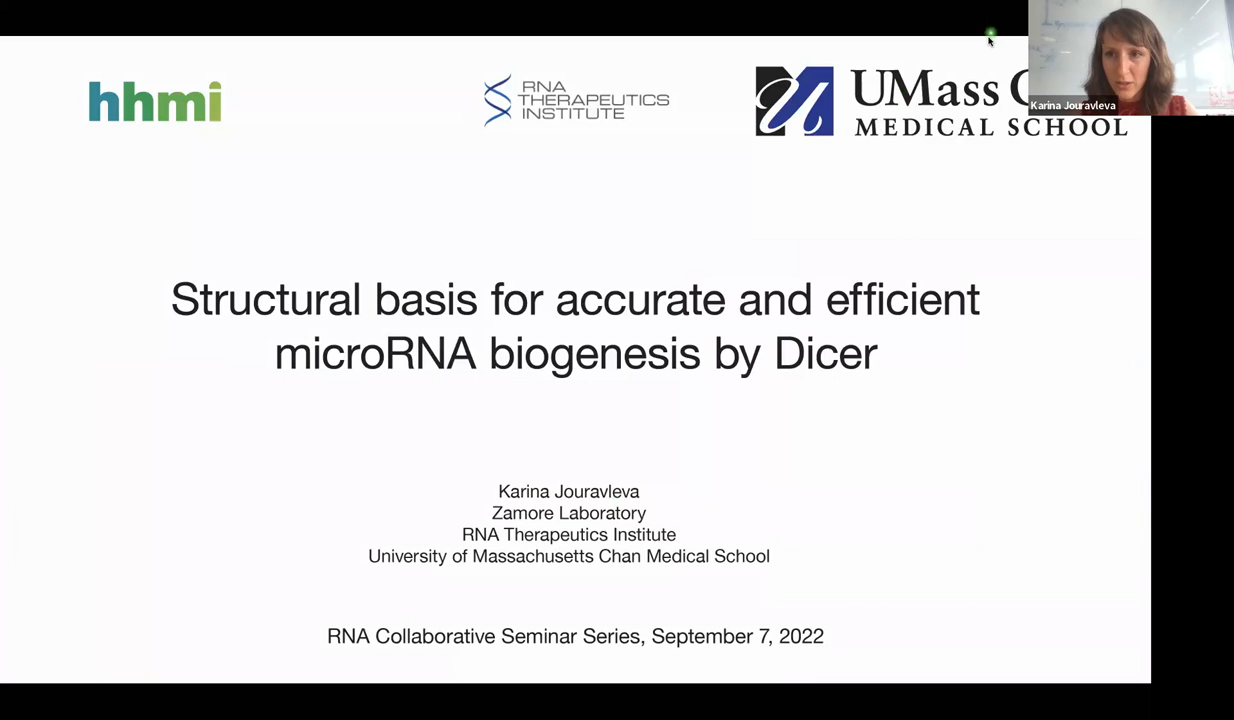 hhmi
RNA
THERAPEUTICS
INSTITUTE
UMass C
MEDICAL SCHOOL
Karina Jouravleva
Structural basis for accurate and efficient
microRNA biogenesis by Dicer
Karina Jouravleva
Zamore Laboratory
RNA Therapeutics Institute
University of Massachusetts Chan Medical School
RNA Collaborative Seminar Series, September 7, 2022